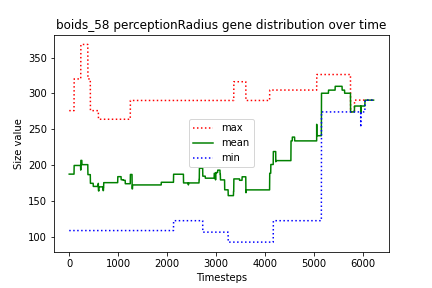 boids_58 perceptionRadius gene distribution over time
Size value
350
300
250
200
150
100
max
mean
min
0
1000
2000
3000
4000
5000
6000
Timesteps